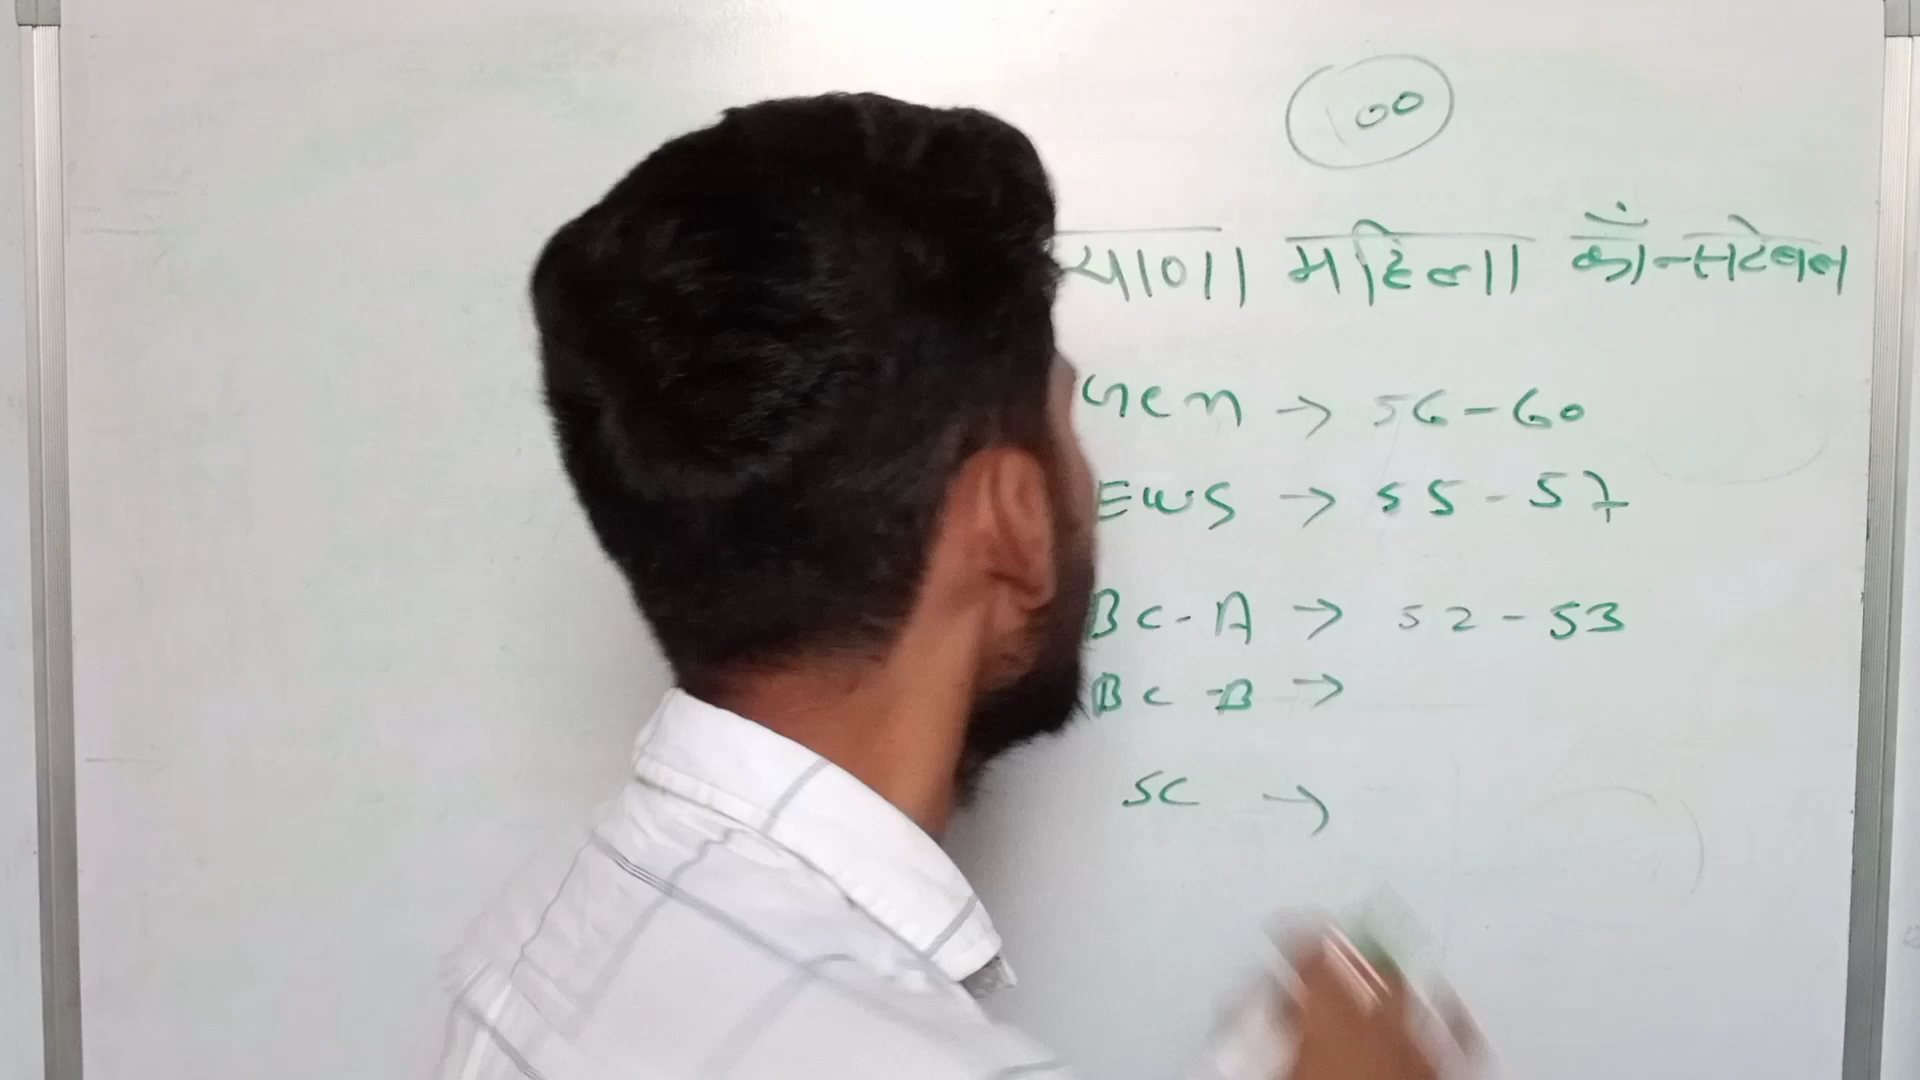 100
याणा महिला कॉन्सटेबल
Gen → 56-60
EWS → 55-57
BC-A → 52-53
BC-B →
SC →